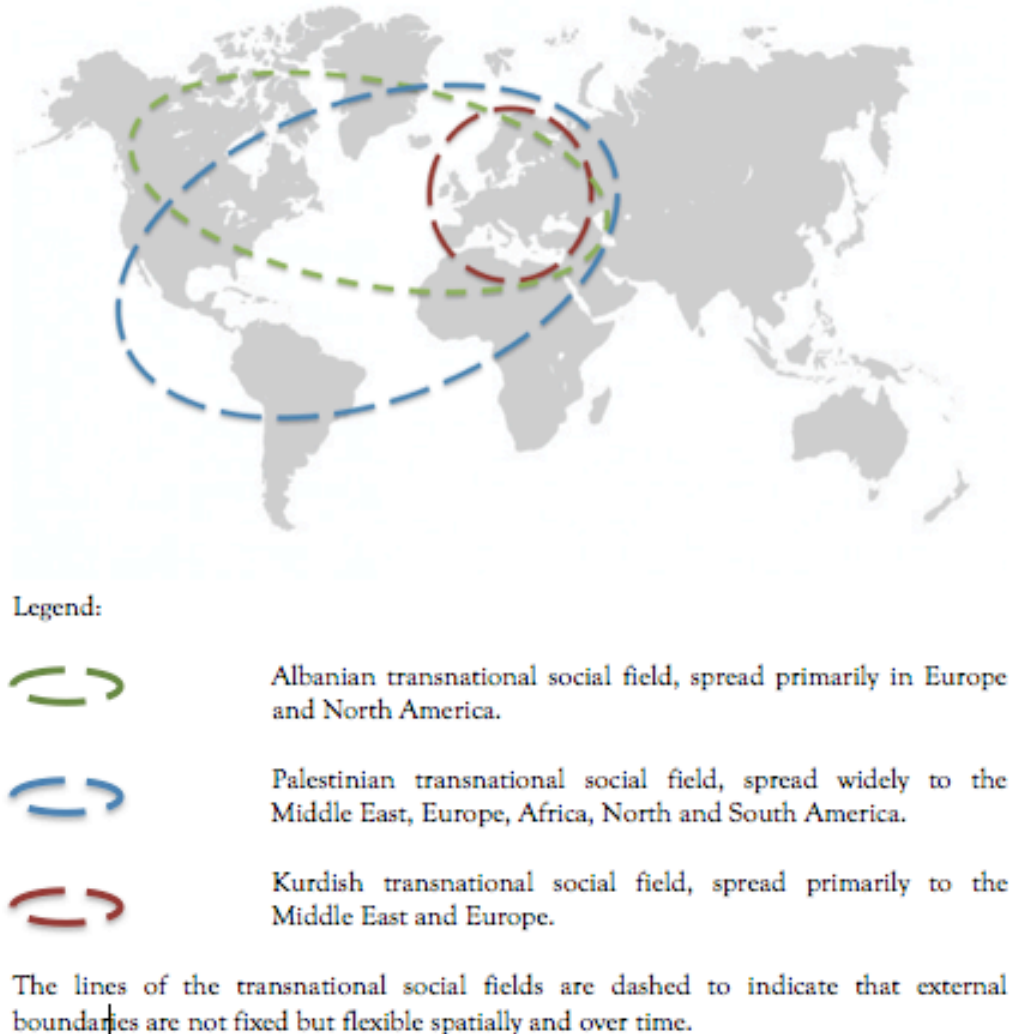 Legend:
Albanian transnational social field, spread primarily in Europe
and North America.
Palestinian transnational social field, spread widely to the
Middle East, Europe, Africa, North and South America.
Kurdish transnational social field, spread primarily to the
Middle East and Europe.
The lines of the transnational social fields are dashed to indicate that external
boundaries are not fixed but flexible spatially and over time.